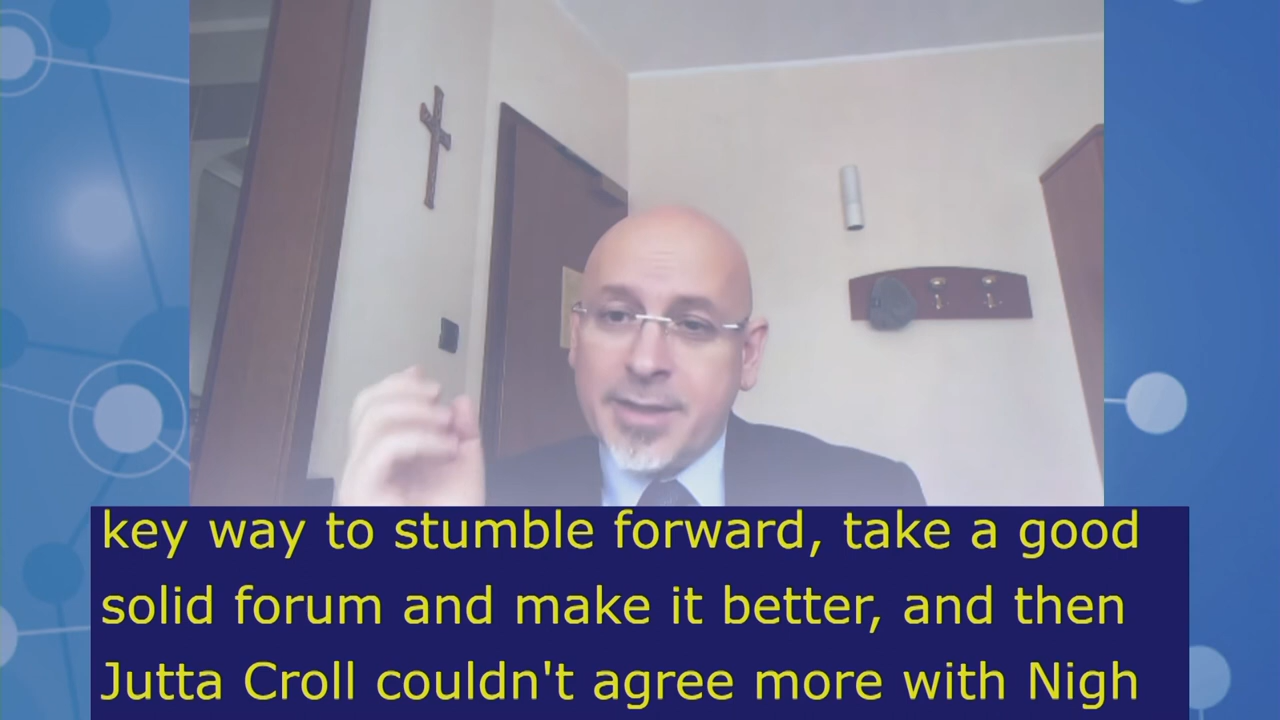 key way to stumble forward, take a good
solid forum and make it better, and then
Jutta Croll couldn't agree more with Nigh